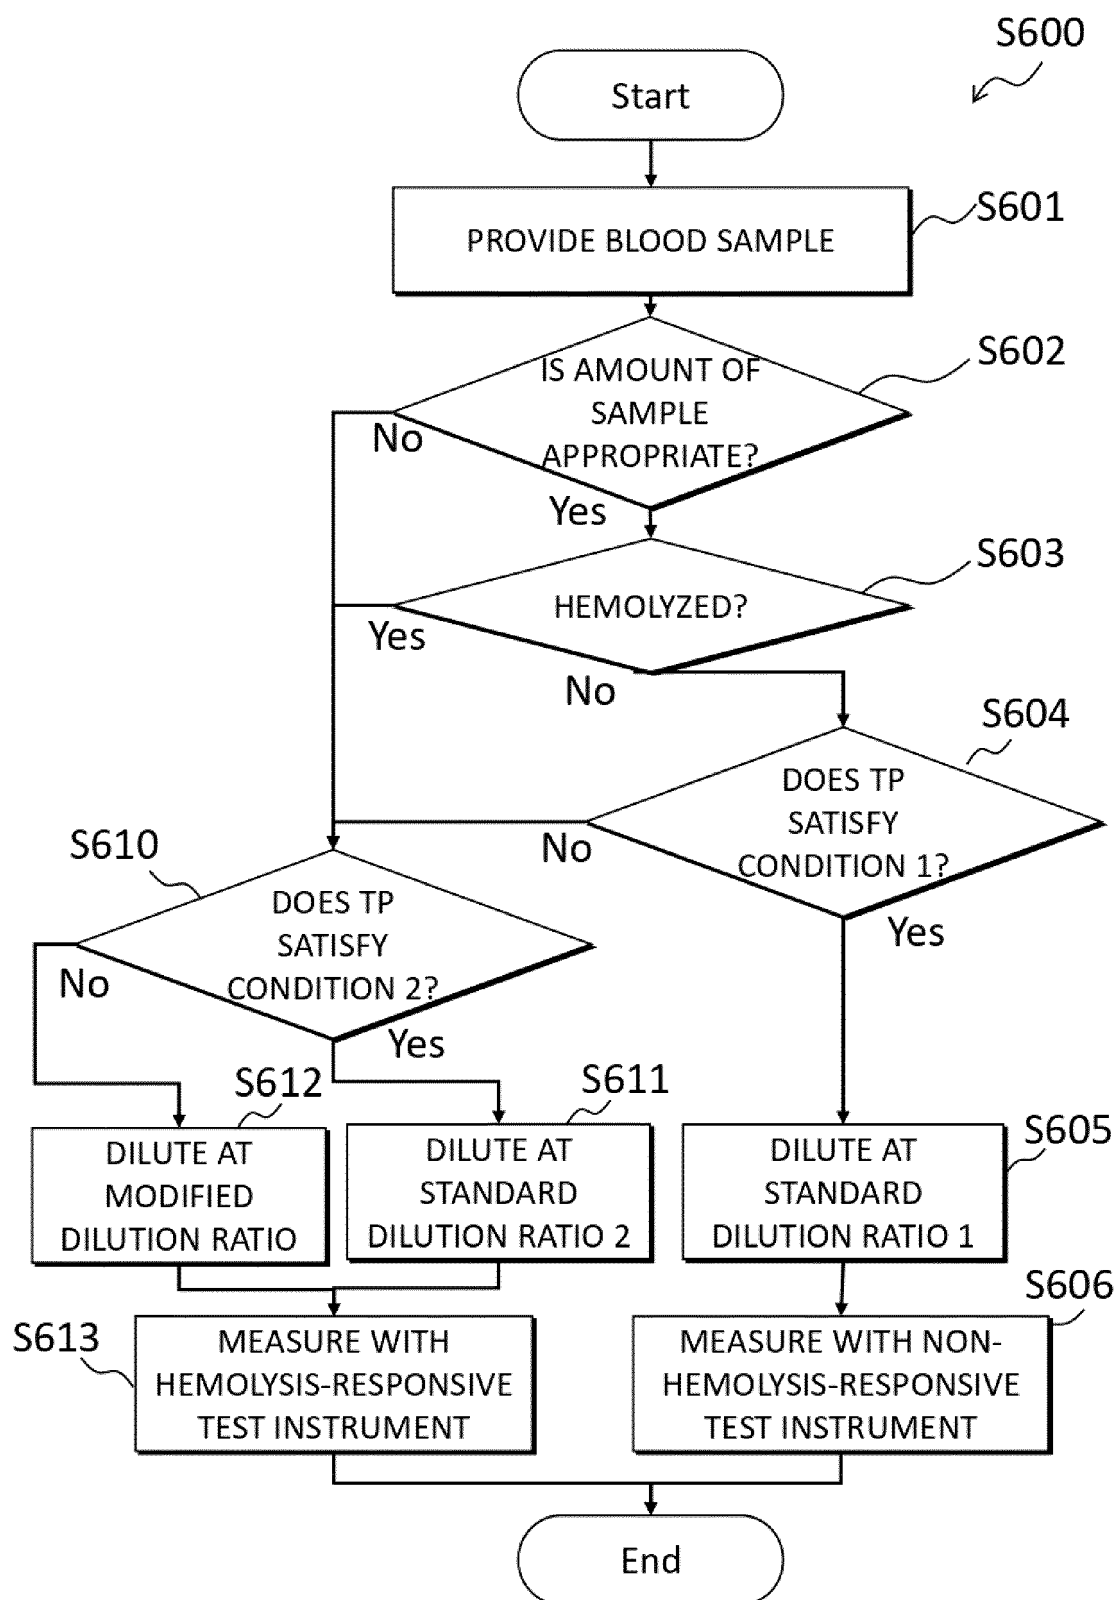 S600
Start
S601
PROVIDE BLOOD SAMPLE
S602
IS AMOUNT OF
SAMPLE
APPROPRIATE?
No
Yes
S603
HEMOLYZED?
Yes
No
S604
DOES TP
SATISFY
CONDITION 1?
No
Yes
S610
DOES TP
SATISFY
CONDITION 2?
No
Yes
S612
DILUTE AT
MODIFIED
DILUTION RATIO
S611
DILUTE AT
STANDARD
DILUTION RATIO 2
S605
DILUTE AT
STANDARD
DILUTION RATIO 1
S613
MEASURE WITH
HEMOLYSIS-RESPONSIVE
TEST INSTRUMENT
S606
MEASURE WITH NON-
HEMOLYSIS-RESPONSIVE
TEST INSTRUMENT
End